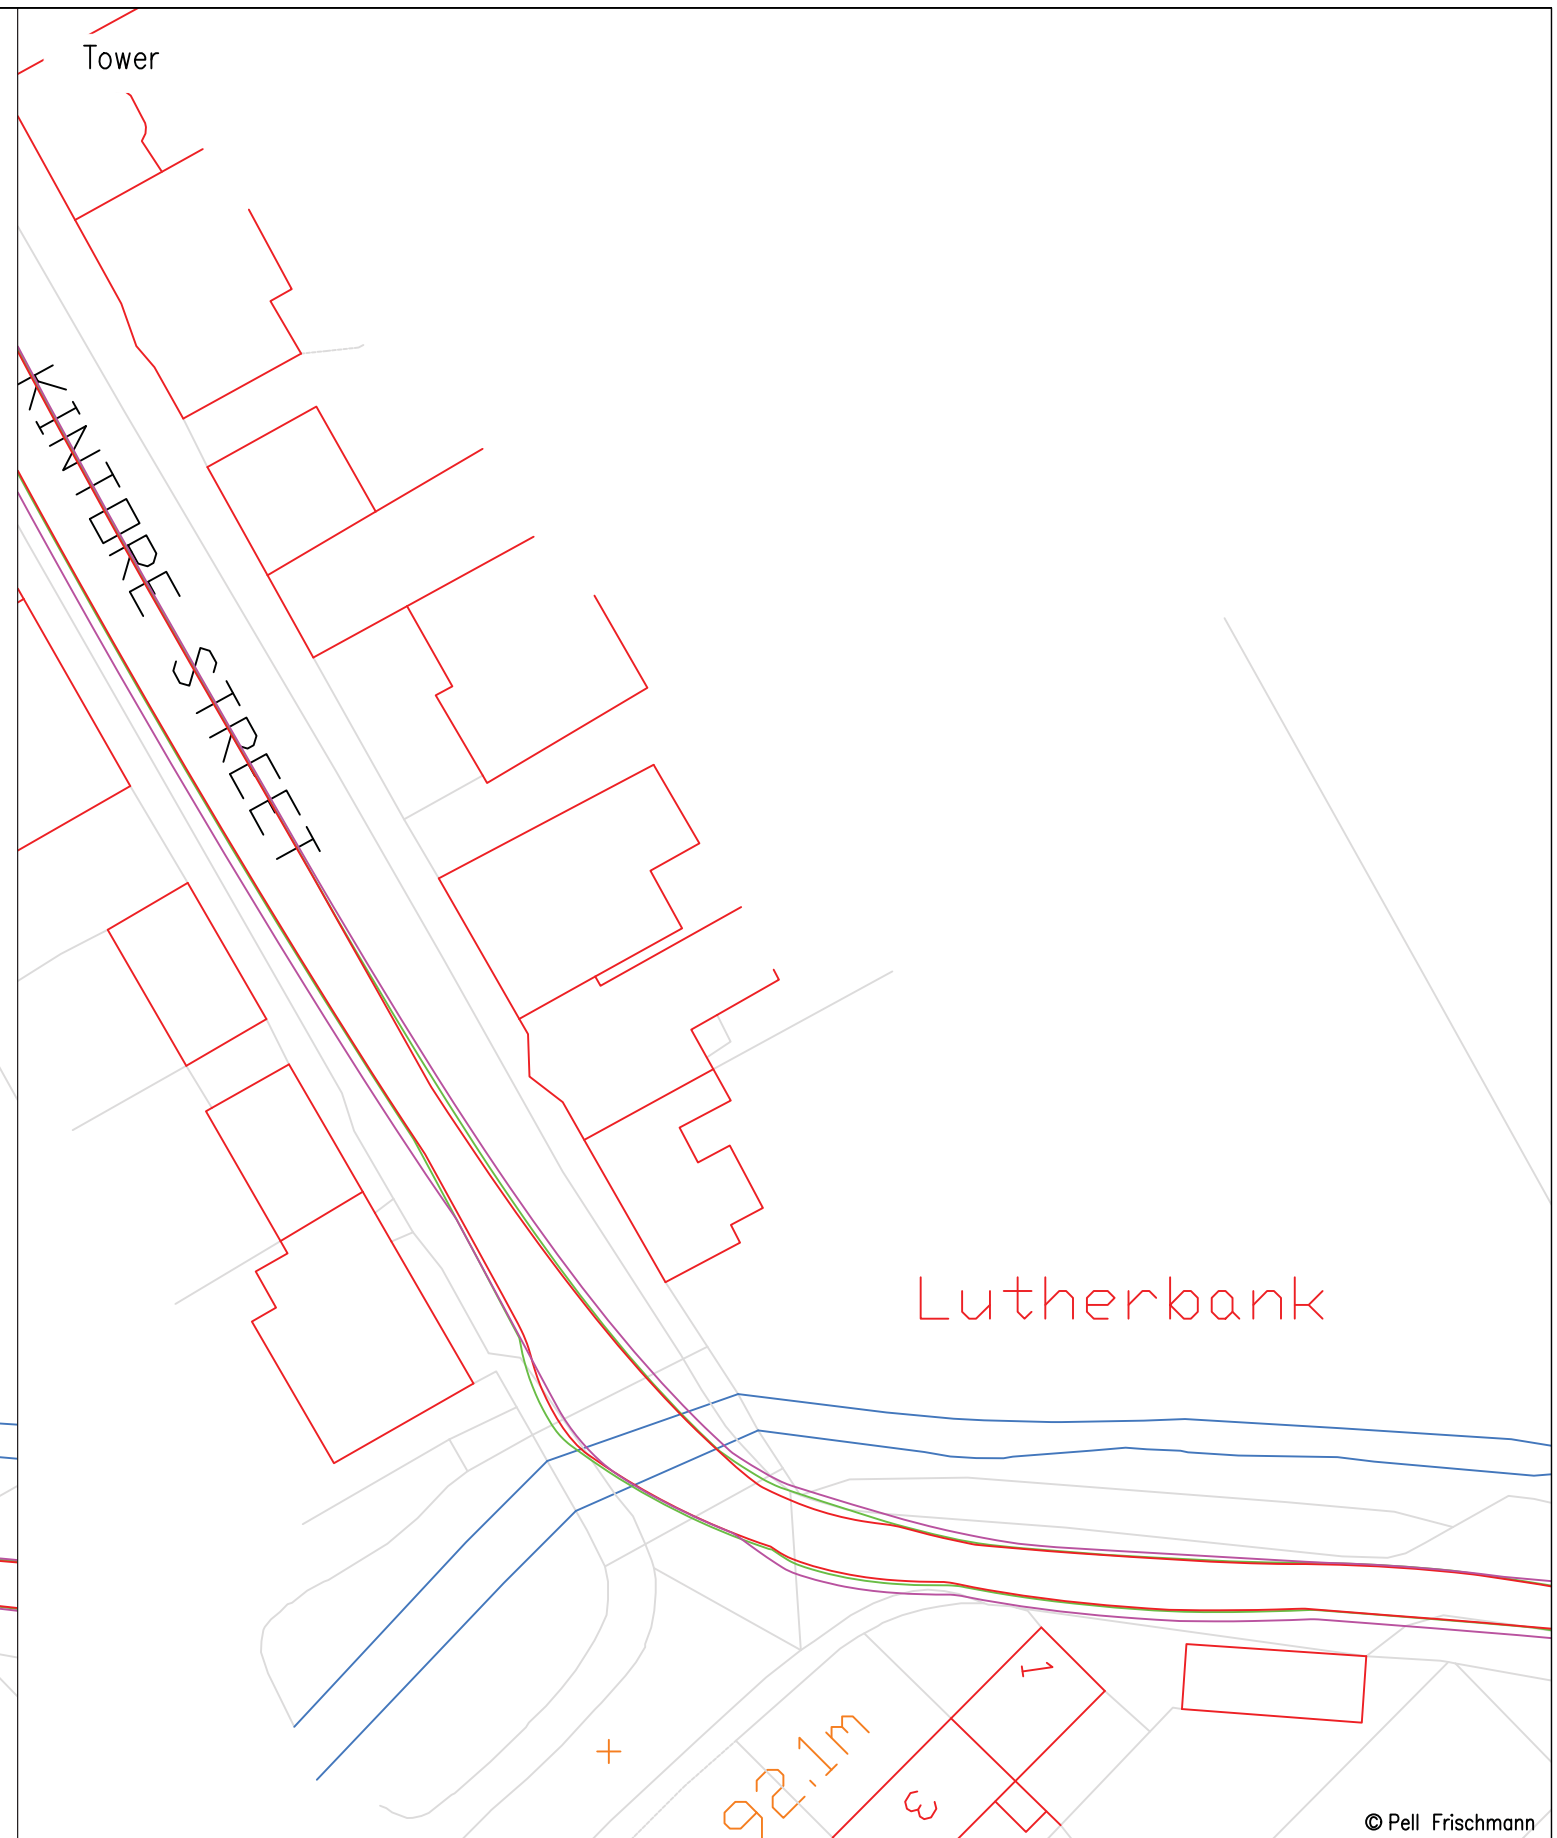 Tower
KINTORE STREET
Lutherbank
1
92.1m
3
© Pell Frischmann